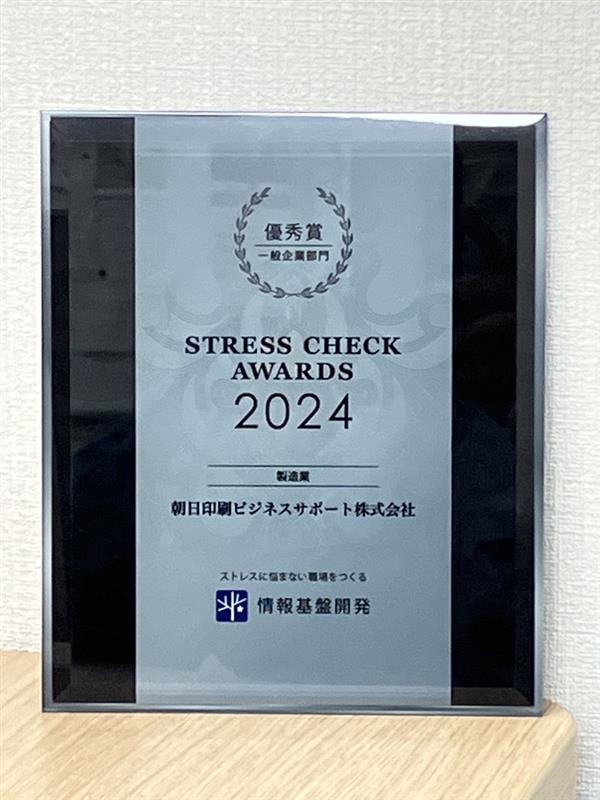 優秀賞
一般企業部門
STRESS CHECK
AWARDS
2024
製造業
朝日印刷ビジネスサポート株式会社
ストレスに悩まない職場をつくる
情報基盤開発